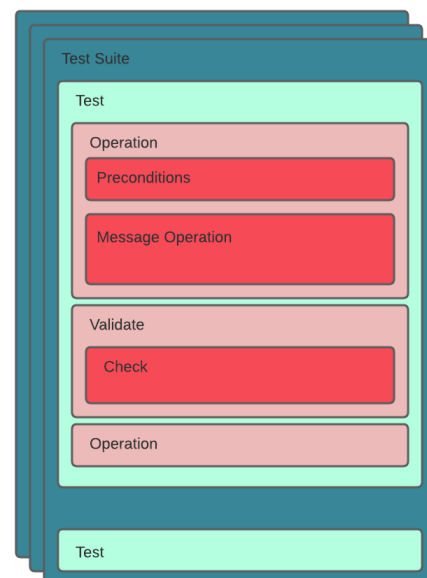 Test Suite
Test
Operation
Preconditions
Message Operation
Validate
Check
Operation
Test